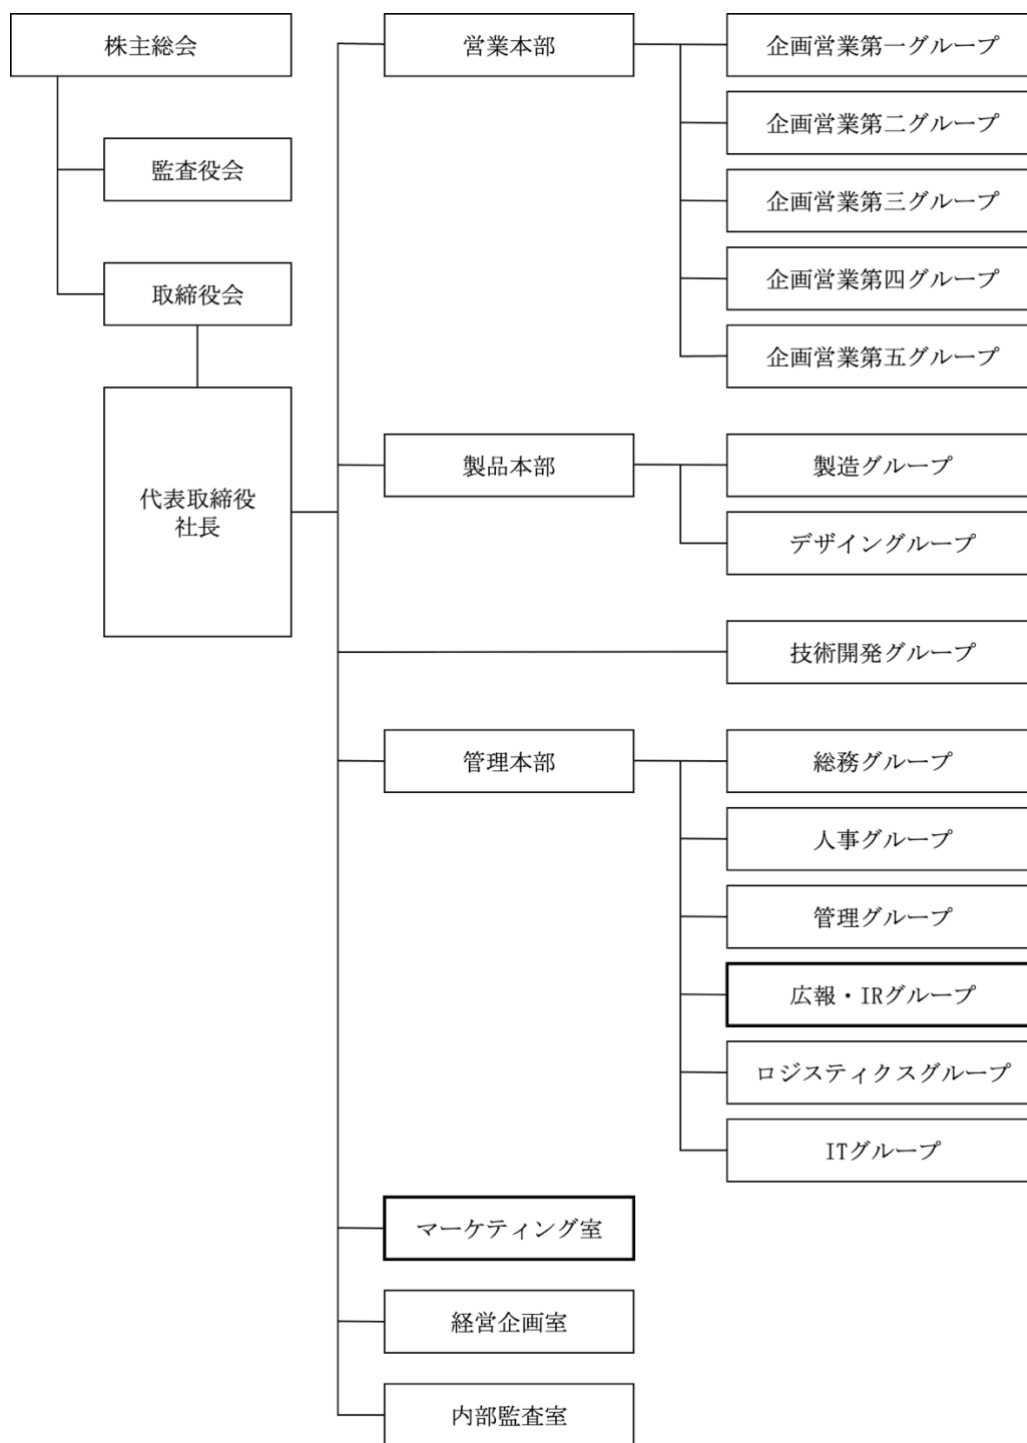 株主総会
監査役会
取締役会
代表取締役
社長
営業本部
企画営業第一グループ
企画営業第二グループ
企画営業第三グループ
企画営業第四グループ
企画営業第五グループ
製品本部
製造グループ
デザイングループ
技術開発グループ
管理本部
総務グループ
人事グループ
管理グループ
広報・IRグループ
ロジスティクスグループ
ITグループ
マーケティング室
経営企画室
内部監査室